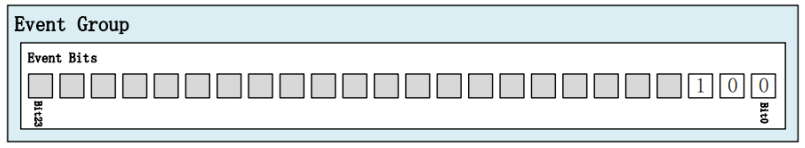 Event Group
Event Bits
1 0 0
Bit23
Bit0